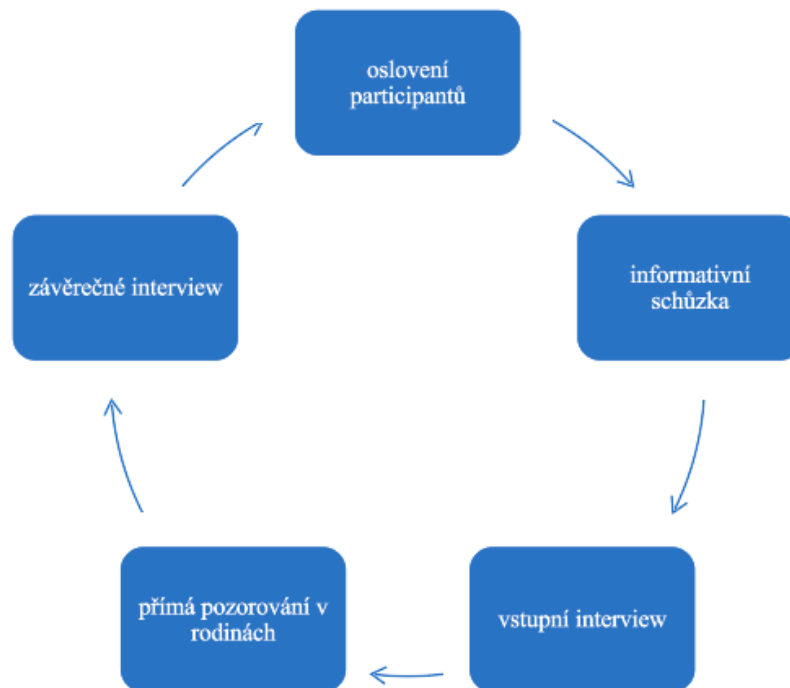 oslovení
participantů
informativní
schůzka
vstupní interview
přímá pozorování v
rodinách
závěrečné interview